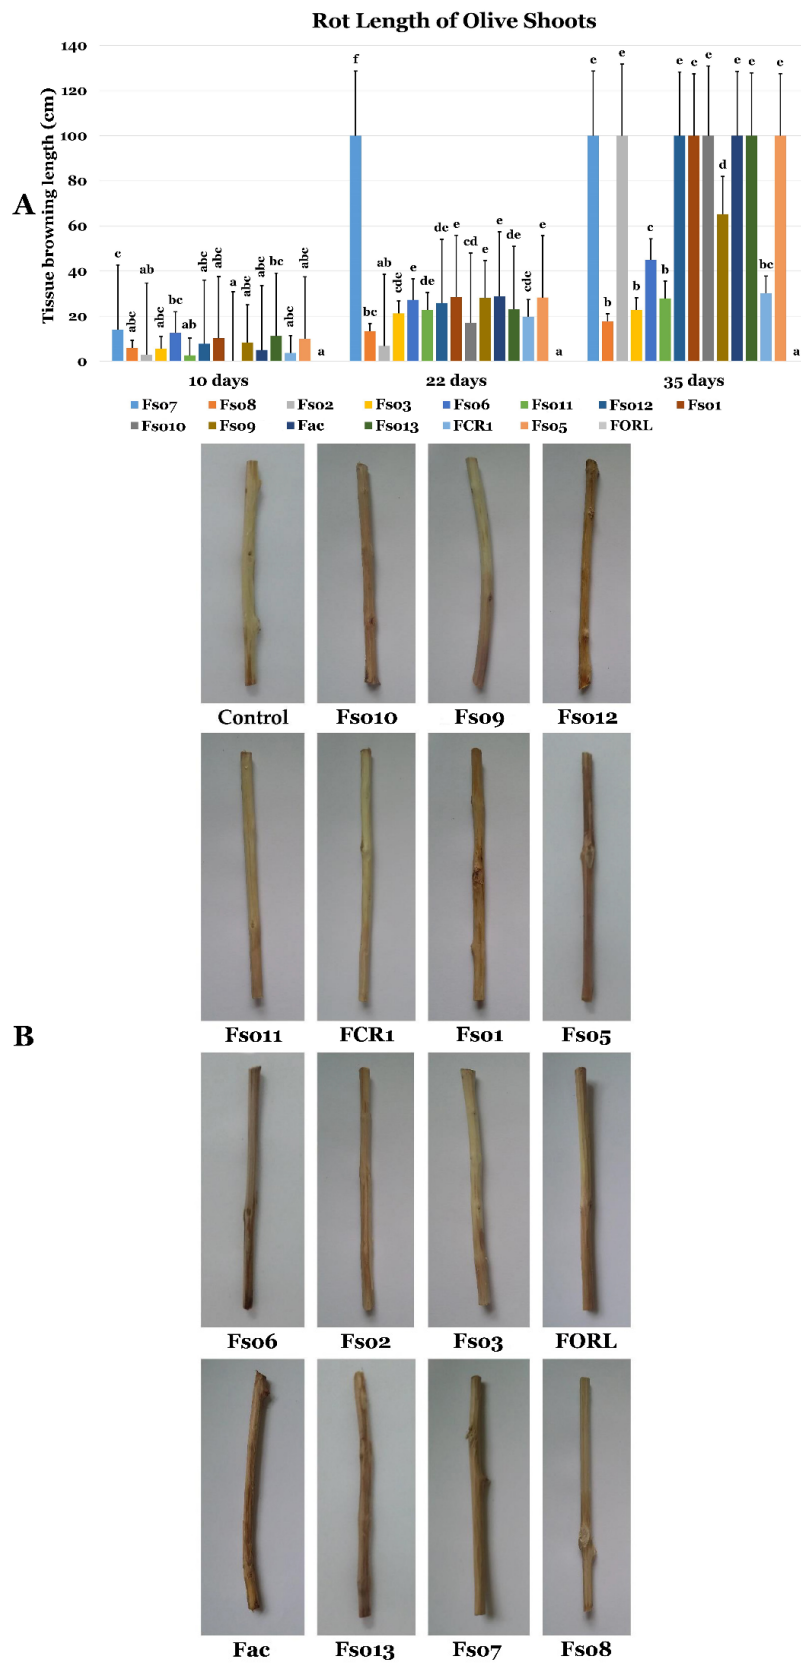 Rot Length of Olive Shoots
A
Tissue browning length (cm)
140
120
100
80
60
40
20
0
c abc ab abc bc ab abc abc a abc abc bc abc abc a
f bc ab cdc e de dc e cd e e de cdc e a
e b e b c b e e e d e e bc e a
10 days 22 days 35 days
Fso7 Fso8 Fso2 Fso3 Fso6 Fso11 Fso12 Fso1
Fso10 Fso9 Fac Fso13 FCR1 Fso5 FORL
B
Control Fso10 Fso9 Fso12
Fso11 FCR1 Fso1 Fso5
Fso6 Fso2 Fso3 FORL
Fac Fso13 Fso7 Fso8